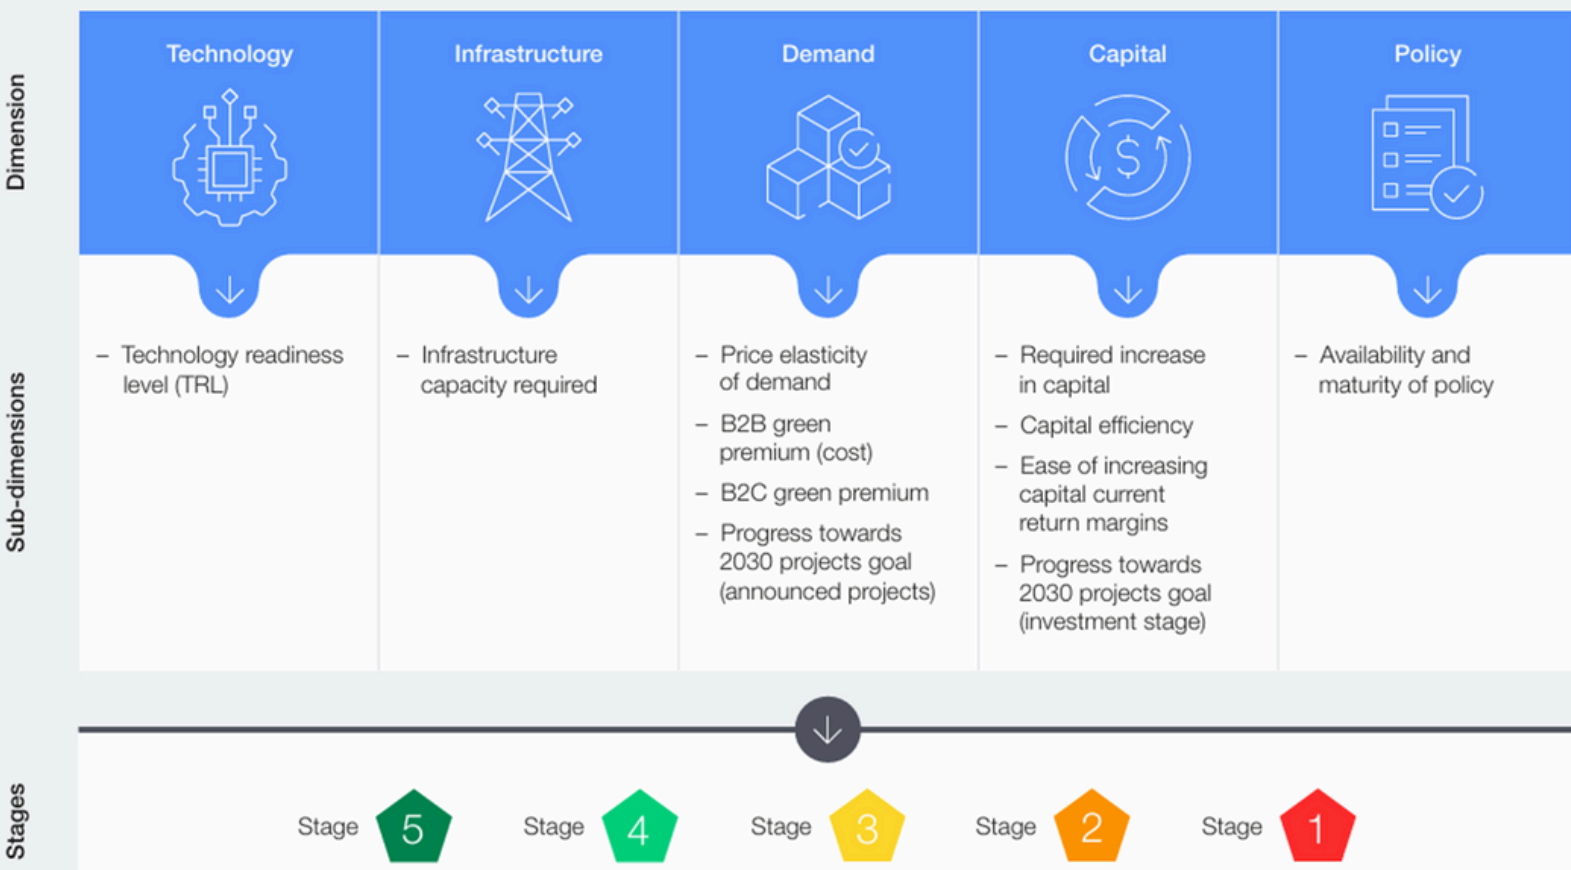 Dimension
Technology
Infrastructure
Demand
Capital
Policy
$
Sub-dimensions
– Technology readiness
level (TRL)
– Infrastructure
capacity required
– Price elasticity
of demand
– B2B green
premium (cost)
– B2C green premium
– Progress towards
2030 projects goal
(announced projects)
– Required increase
in capital
– Capital efficiency
– Ease of increasing
capital current
return margins
– Progress towards
2030 projects goal
(investment stage)
– Availability and
maturity of policy
Stages
Stage 5
Stage 4
Stage 3
Stage 2
Stage 1